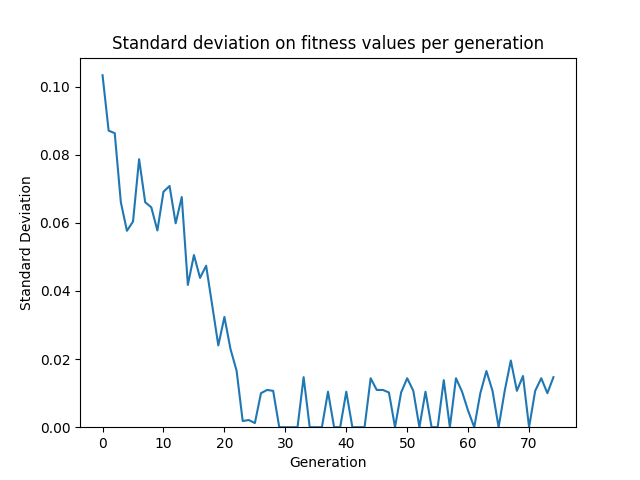 Standard deviation on fitness values per generation
Standard Deviation
0.10
0.08
0.06
0.04
0.02
0.00
0 10 20 30 40 50 60 70
Generation